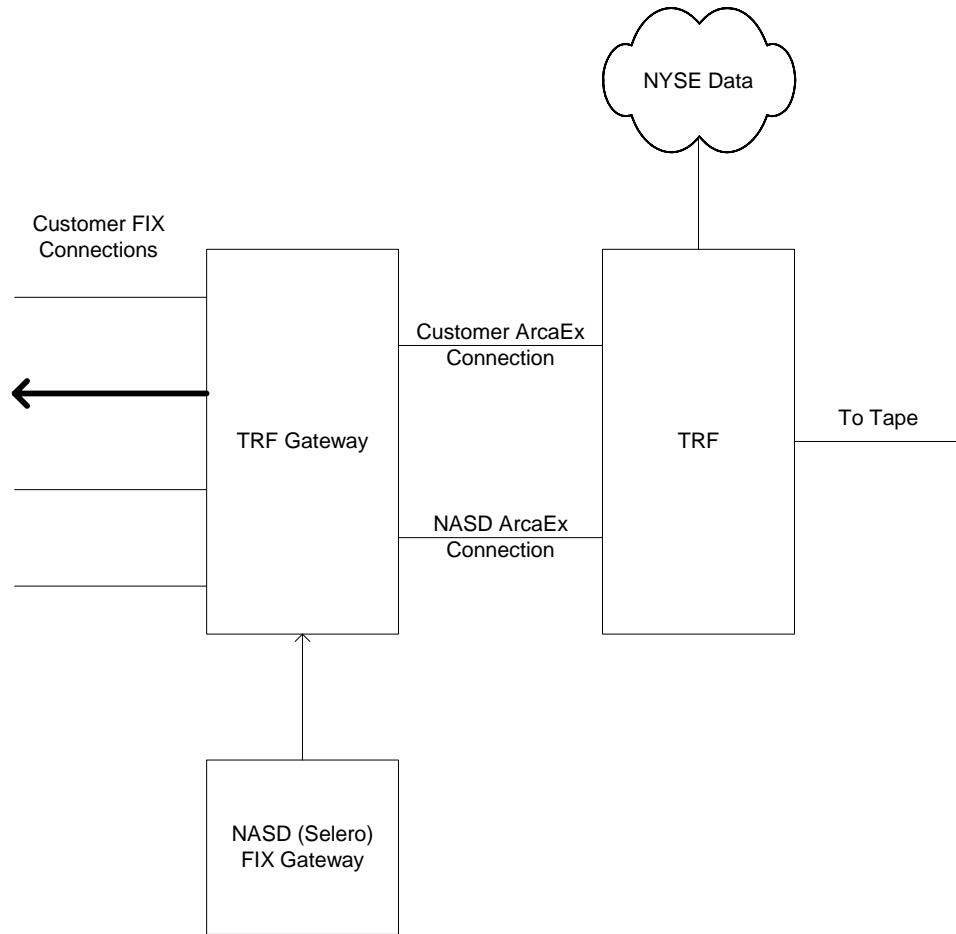 NYSE Data
Customer FIX
Connections
Customer ArcaEx
Connection
TRF Gateway
TRF
To Tape
NASD ArcaEx
Connection
NASD (Selero)
FIX Gateway